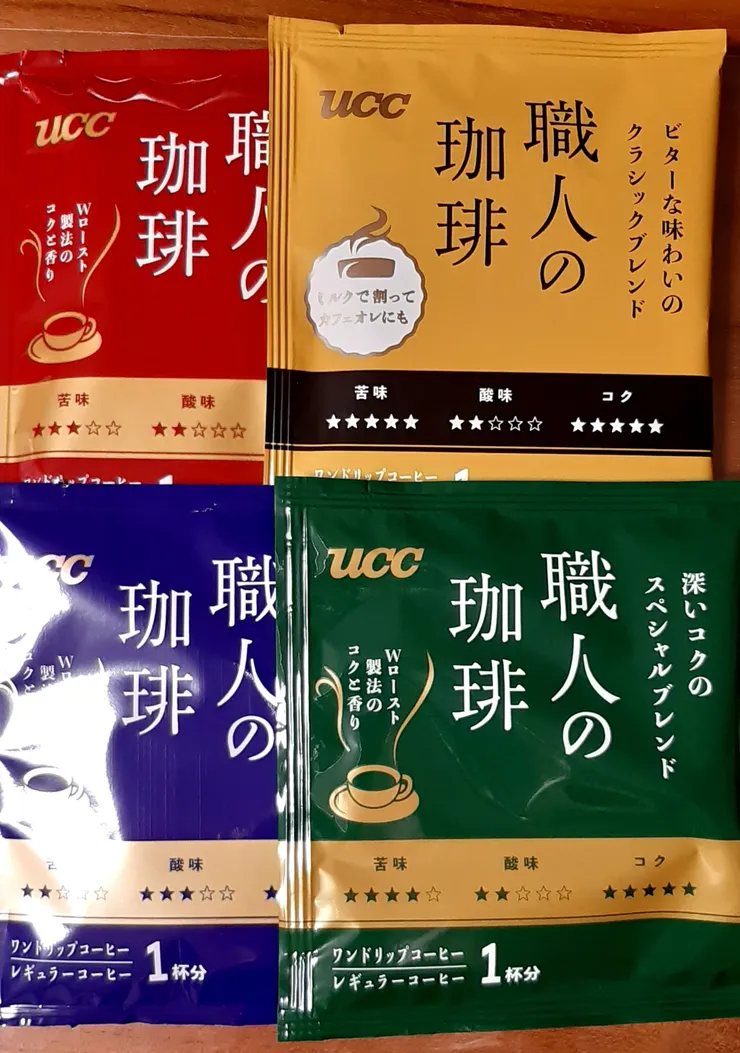 ucc
職
人の
珈琲
Wロースト
製法の
コクと香り
苦味
酸味
★★★☆☆
★★☆☆☆
ワンドリップコーヒー
ucc
ビターな味わいの
クラシックブレンド
職人の
珈琲
ミルクで割って
カフェオレにも
苦味
酸味
コク
★★★★★
★★☆☆☆
★★★★★
ワンドリップコーヒー
1
ucc
職人の
珈琲
製法
コクと
酸味
★★☆☆☆
★★★☆☆
★
ワンドリップコーヒー
レギュラーコーヒー
1杯分
ucc
深いコクの
スペシャルブレンド
職人の
珈琲
Wロースト
製法の
コクと香り
苦味
酸味
コク
★★★★☆
★★☆☆☆
★★★★★
ワンドリップコーヒー
レギュラーコーヒー
1杯分